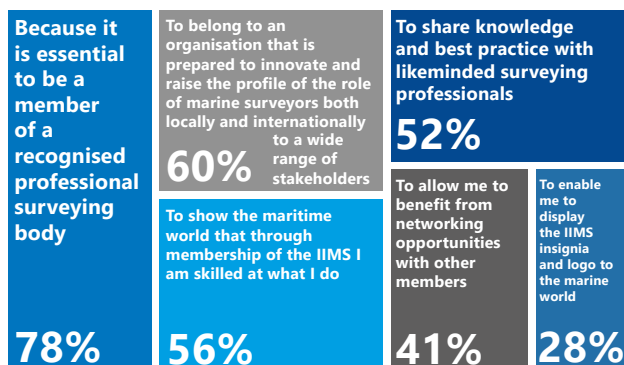 Because it
is essential
to be a
member
of a
recognised
professional
surveying
body
78%
To belong to an
organisation that is
prepared to innovate and
raise the profile of the role
of marine surveyors both
locally and internationally
to a wide
range of
stakeholders
60%
To share knowledge
and best practice with
likeminded surveying
professionals
52%
To show the maritime
world that through
membership of the IIMS I
am skilled at what I do
56%
To allow me to
benefit from
networking
opportunities
with other
members
41%
To enable
me to
display
the IIMS
insignia
and logo to
the marine
world
28%